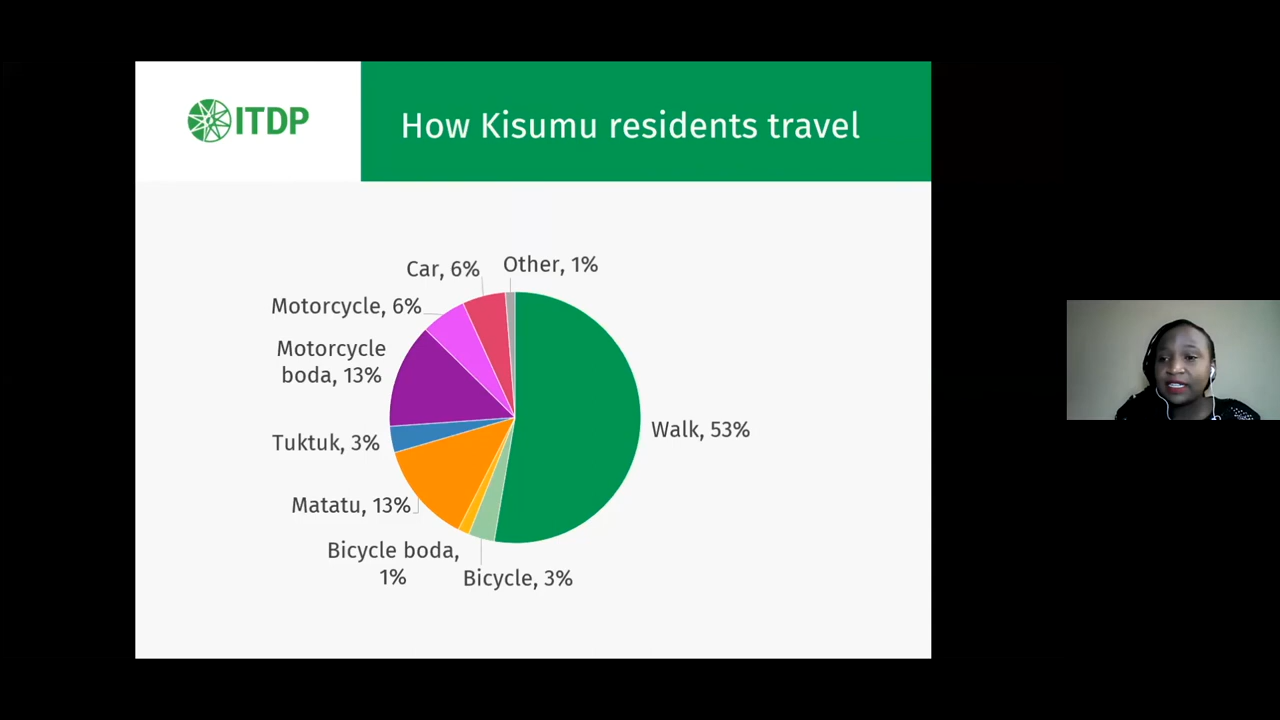 ITDP
How Kisumu residents travel
Car, 6%
Other, 1%
Motorcycle, 6%
Motorcycle
boda, 13%
Walk, 53%
Tuktuk, 3%
Matatu, 13%
Bicycle boda,
1%
Bicycle, 3%